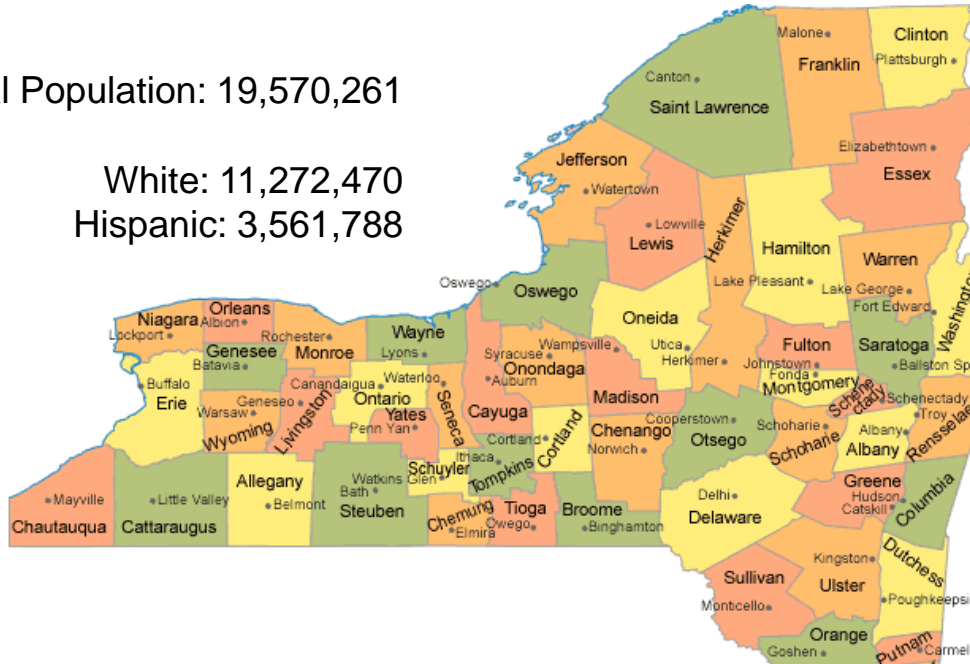 l Population: 19,570,261
White: 11,272,470
Hispanic: 3,561,788
Malone
Clinton
Franklin
Plattsburgh
Canton
Saint Lawrence
Elizabethtown
Essex
Jefferson
Watertown
Lowville
Lewis
Herkimer
Hamilton
Warren
Lake Pleasant
Lake George
Fort Edward
Washington
Oswego
Oswego
Oneida
Niagara
Orleans
Albion
Lockport
Rochester
Wayne
Genesee
Monroe
Lyons
Batavia
Syracuse
Wampsville
Onondaga
Utica
Herkimer
Fulton
Johnstown
Saratoga
Fonda
Ballston Sp
Montgomery
Buffalo
Erie
Canandaigua
Waterloo
Ontario
Auburn
Geneseo
Warsaw
Wyoming
Livingston
Yates
Penn Yan
Seneca
Cayuga
Madison
Schenectady
Schenectady
Cortland
Cortland
Chenango
Norwich
Cooperstown
Otsego
Schoharie
Schoharie
Troy
Albany
Albany
Rensselae
Ithaca
Tompkins
Schuyler
Watkins Glen
Allegany
Bath
Steuben
Belmont
Mayville
Chautauqua
Little Valley
Cattaraugus
Chemung
Elmira
Tioga
Owego
Broome
Binghamton
Delhi
Delaware
Greene
Hudson
Catskill
Columbia
Sullivan
Kingston
Ulster
Dutchess
Monticello
Poughkeepsi
Orange
Goshen
Putnam
Carmel